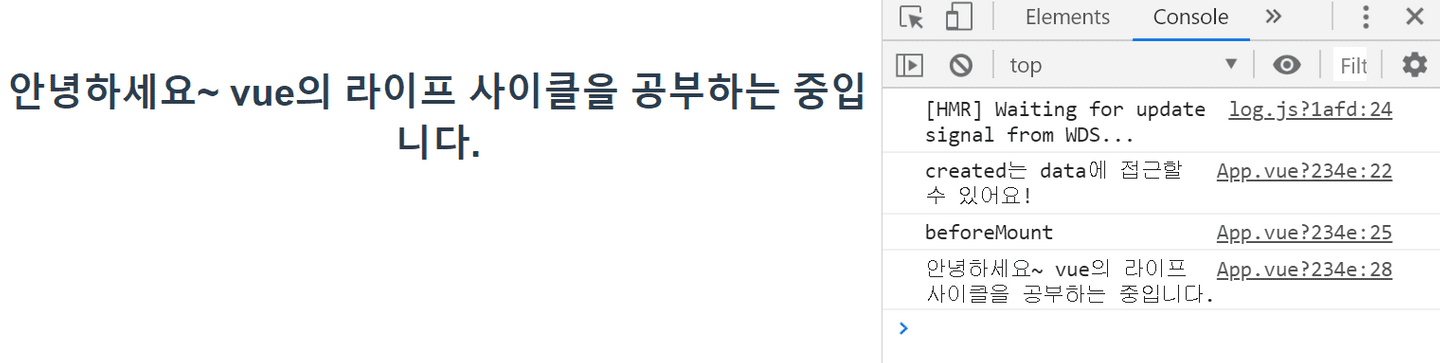 안녕하세요~ vue의 라이프 사이클을 공부하는 중입
니다.
Elements Console
top Filt
[HMR] Waiting for update log.js?1afd:24
signal from WDS...
created는 data에 접근할 App.vue?234e:22
수 있어요!
beforeMount App.vue?234e:25
안녕하세요~ vue의 라이프 App.vue?234e:28
사이클을 공부하는 중입니다.